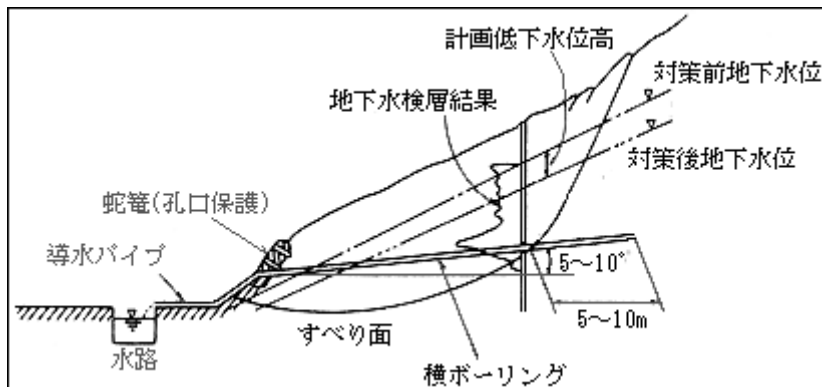 計画低下水位高
対策前地下水位
地下水検層結果
対策後地下水位
蛇篭(孔口保護)
導水パイプ
5~10°
5~10m
すべり面
水路
横ボーリング